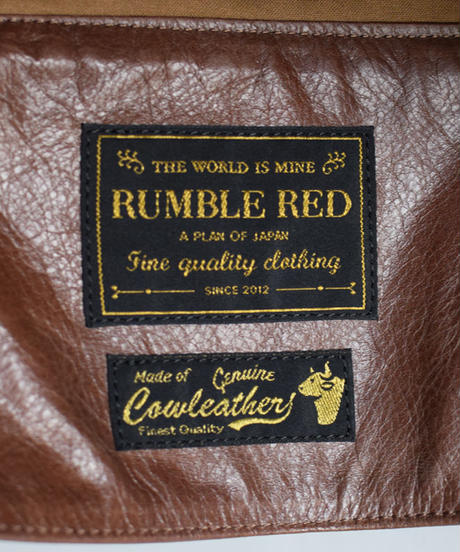 THE WORLD IS MINE
RUMBLE RED
A PLAN OF JAPAN
Fine quality clothing
SINCE 2012
Made of Genuine
Cowleather
Finest Quality